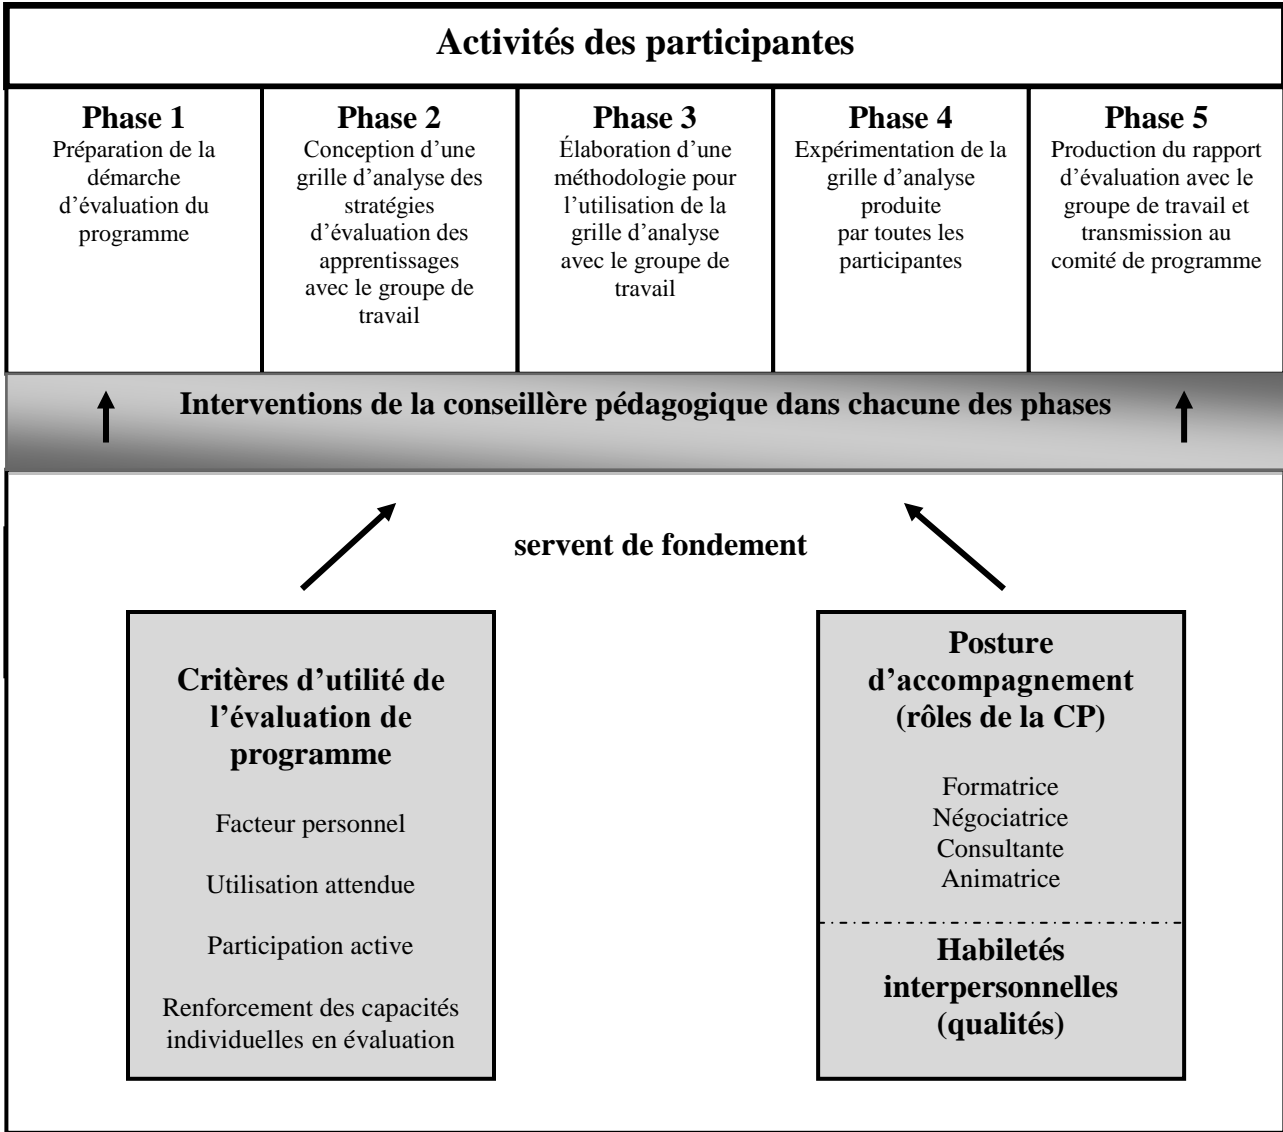 Activités des participantes
Phase 1
Préparation de la
démarche
d’évaluation du
programme
Phase 2
Conception d’une
grille d’analyse des
stratégies
d’évaluation des
apprentissages
avec le groupe de
travail
Phase 3
Élaboration d’une
méthodologie pour
l’utilisation de la
grille d’analyse
avec le groupe de
travail
Phase 4
Expérimentation de la
grille d’analyse
produite
par toutes les
participantes
Phase 5
Production du rapport
d’évaluation avec le
groupe de travail et
transmission au
comité de programme
Interventions de la conseillère pédagogique dans chacune des phases
servent de fondement
Critères d’utilité de
l’évaluation de
programme
Facteur personnel
Utilisation attendue
Participation active
Renforcement des capacités
individuelles en évaluation
Posture
d’accompagnement
(rôles de la CP)
Formatrice
Négociatrice
Consultante
Animatrice
Habiletés
interpersonnelles
(qualités)